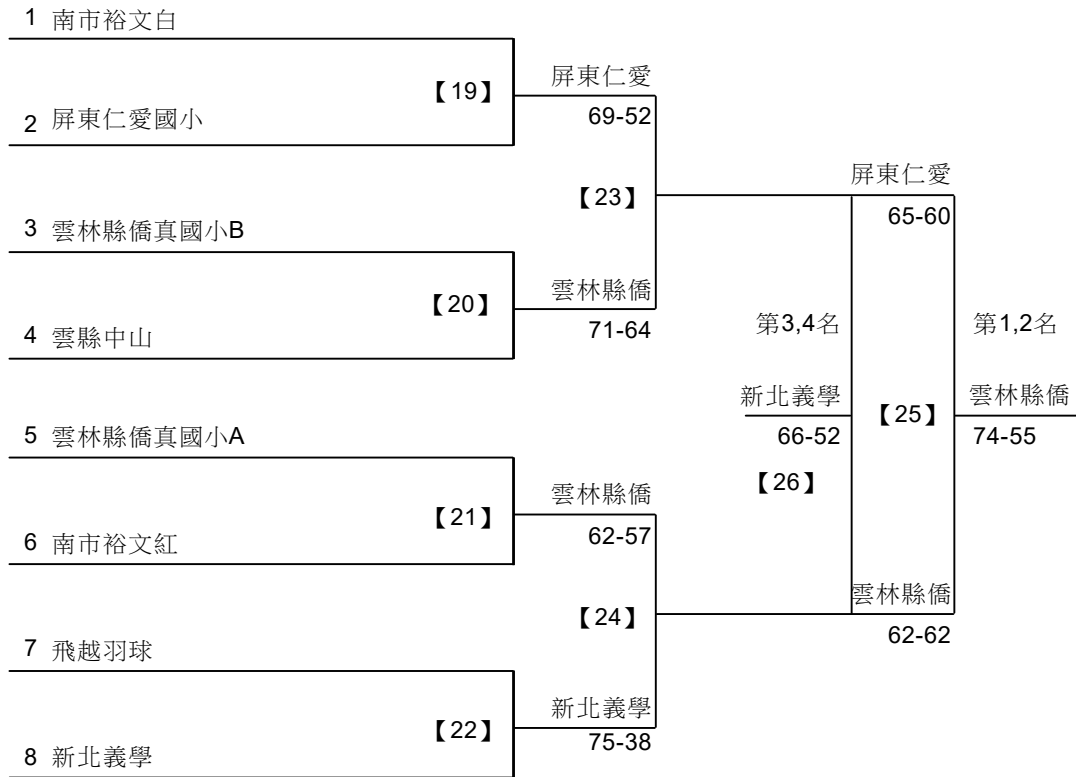 1 南市裕文白
【19】
屏東仁愛
69-52
2 屏東仁愛國小
【23】
屏東仁愛
65-60
3 雲林縣僑真國小B
【20】
雲林縣僑
71-64
4 雲縣中山
第3,4名
第1,2名
新北義學
66-52
【26】
【25】
雲林縣僑
74-55
5 雲林縣僑真國小A
【21】
雲林縣僑
62-57
6 南市裕文紅
【24】
雲林縣僑
62-62
7 飛越羽球
【22】
新北義學
75-38
8 新北義學